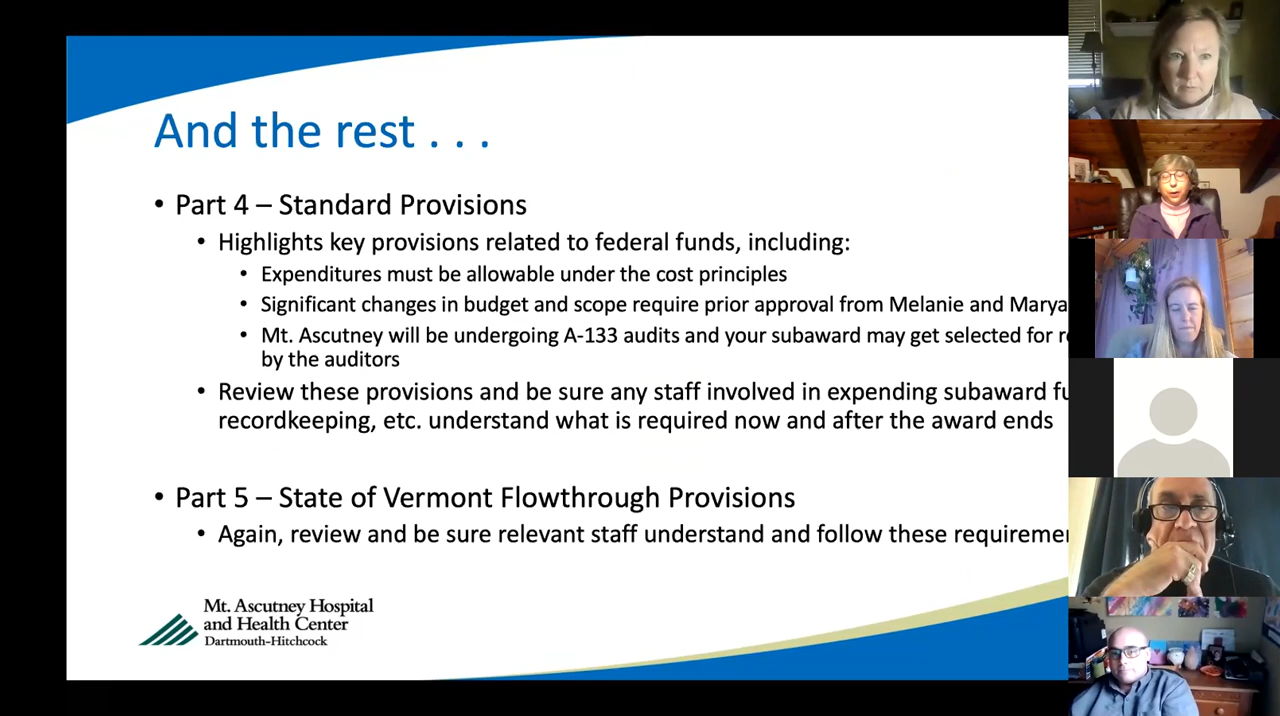 And the rest . . .
• Part 4 – Standard Provisions
• Highlights key provisions related to federal funds, including:
• Expenditures must be allowable under the cost principles
• Significant changes in budget and scope require prior approval from Melanie and Marya
• Mt. Ascutney will be undergoing A-133 audits and your subaward may get selected for
by the auditors
• Review these provisions and be sure any staff involved in expending subaward
recordkeeping, etc. understand what is required now and after the award ends
• Part 5 – State of Vermont Flowthrough Provisions
• Again, review and be sure relevant staff understand and follow these
Mt. Ascutney Hospital
and Health Center
Dartmouth-Hitchcock